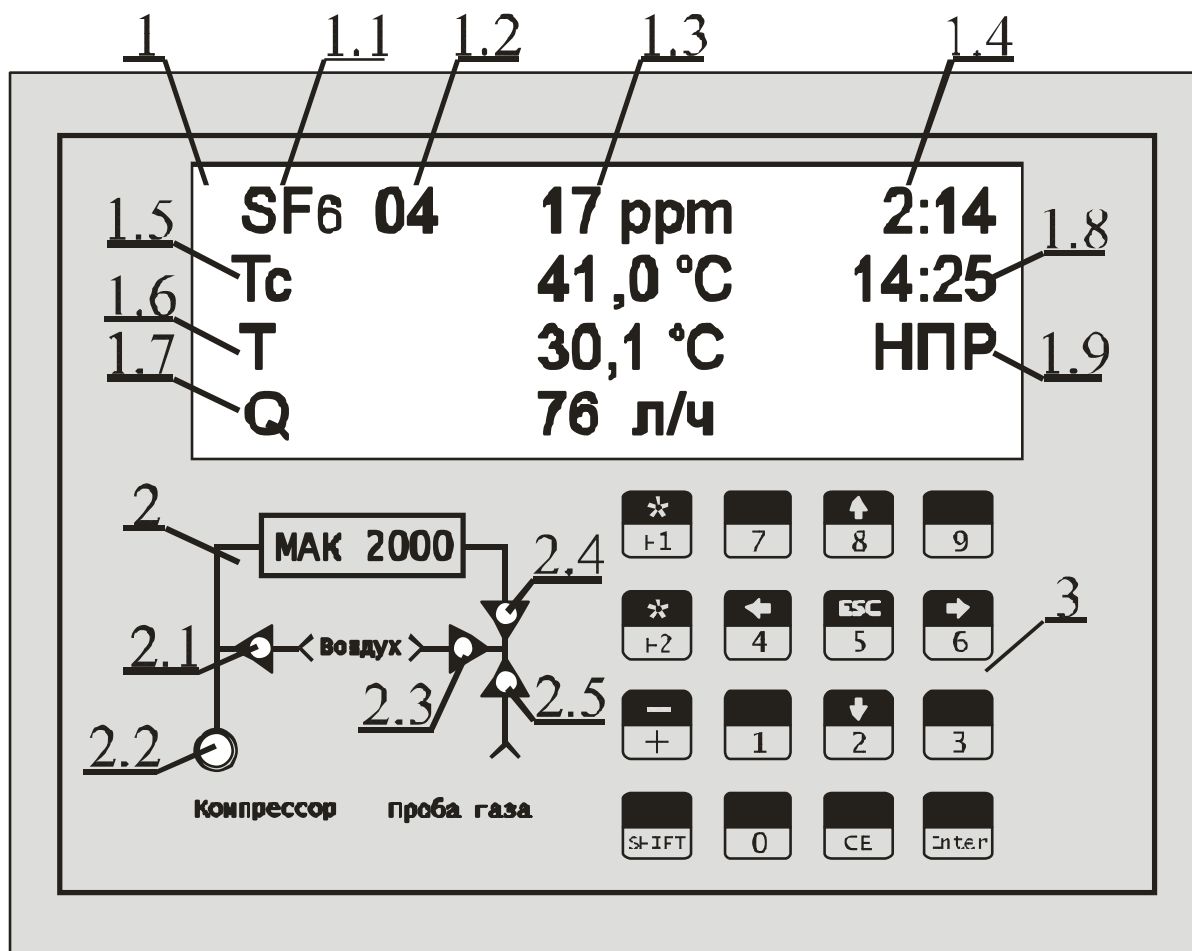 1 1.1 1.2 1.3 1.4
SF6 04 17 ppm 2:14
1.5 1.8
Tc 41,0 °C 14:25
1.6
T 30,1 °C НПР
1.7 1.9
Q 76 л/ч
2
МАК 2000
2.4
2.1 Воздух
2.3 2.5
2.2
Компрессор Проба газа
* 7 8 9
F1
3
* 4 ESC 5 6
F2
− + 1 2 3
SHIFT 0 CE Enter